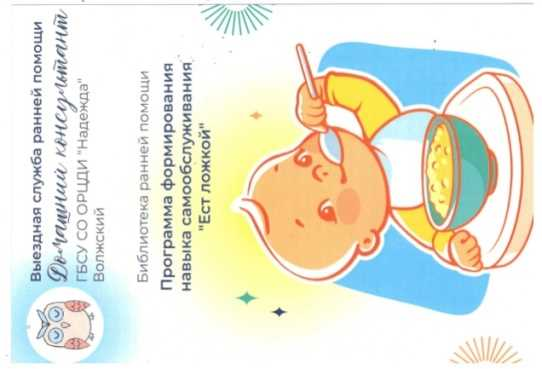 Выездная служба ранней помощи
Домашний консультант
ГБСУ СО ОРЦДИ "Надежда"
Волжский
Библиотека ранней помощи
Программа формирования
навыка самообслуживания
"Ест ложкой"